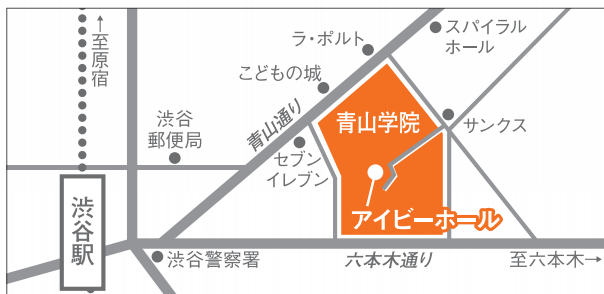 ↑至原宿
ラ・ポルト
スパイラル
ホール
こどもの城
渋谷
郵便局
青山通り
セブン
イレブン
青山学院
サンクス
渋谷駅
アイビーホール
渋谷警察署
六本木通り
至六本木→